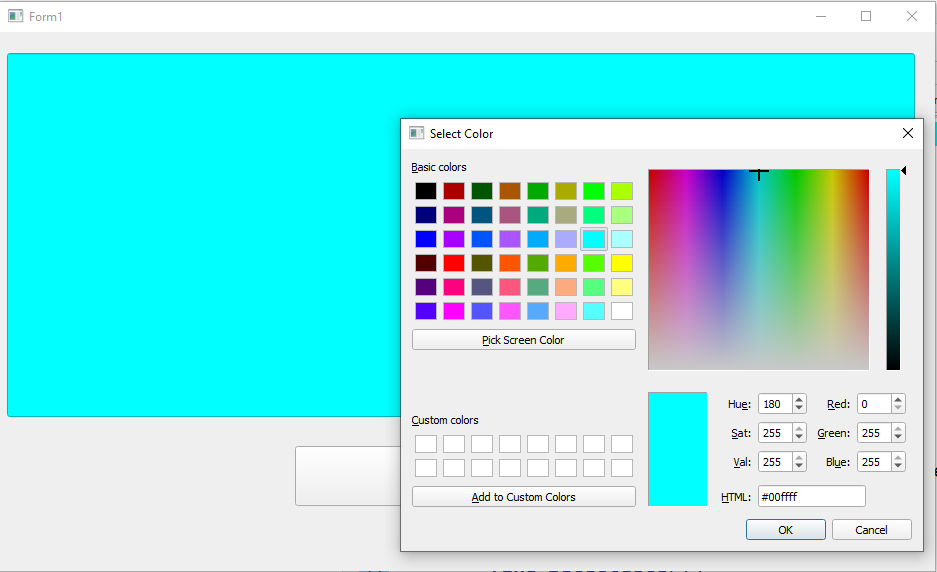 Form1
Select Color
Basic colors
Pick Screen Color
Custom colors
Add to Custom Colors
Hue: 180 Red: 0
Sat: 255 Green: 255
Val: 255 Blue: 255
HTML: #00ffff
OK Cancel